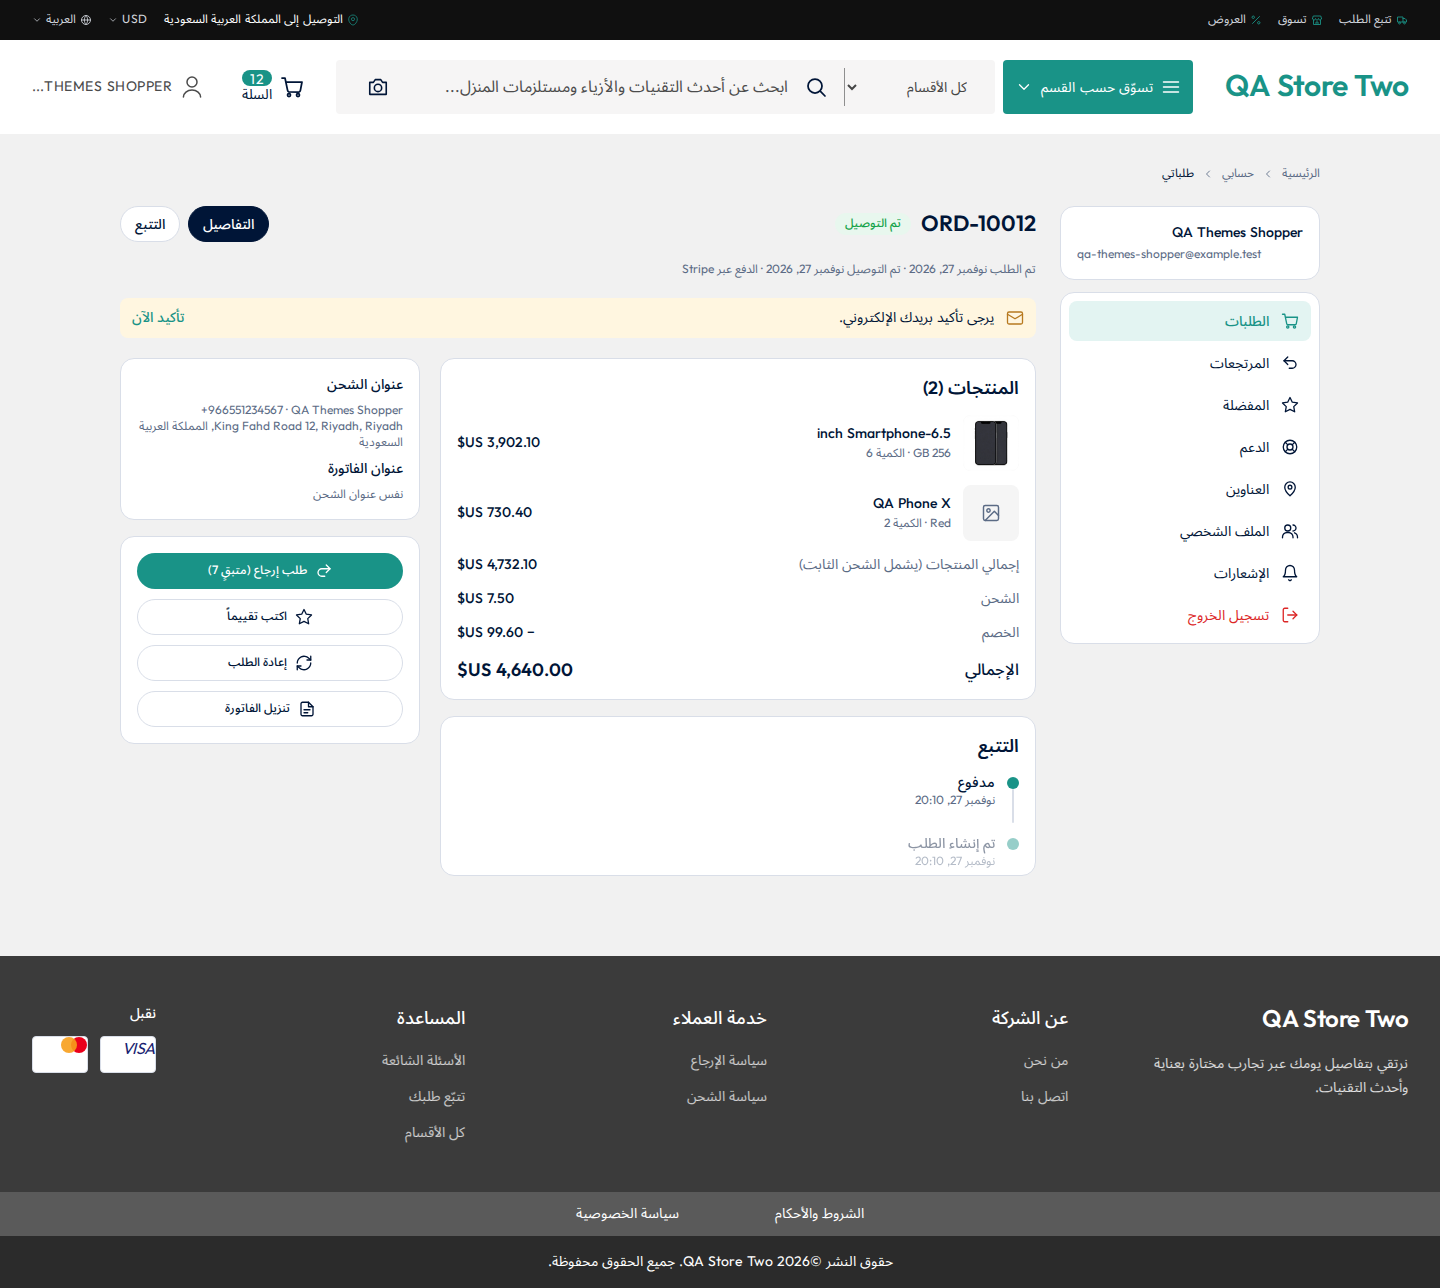 تتبع الطلب
تسوق
العروض
التوصيل إلى المملكة العربية السعودية
USD
العربية
QA Store Two
تسوّق حسب القسم
كل الأقسام
ابحث عن أحدث التقنيات والأزياء ومستلزمات المنزل...
12
السلة
THEMES SHOPPER...
الرئيسية
حسابي
طلباتي
QA Themes Shopper
qa-themes-shopper@example.test
الطلبات
المرتجعات
المفضلة
الدعم
العناوين
الملف الشخصي
الإشعارات
تسجيل الخروج
ORD-10012
تم التوصيل
التفاصيل
التتبع
تم الطلب نوفمبر 27, 2026 · تم التوصيل نوفمبر 27, 2026 · الدفع عبر Stripe
يرجى تأكيد بريدك الإلكتروني.
تأكيد الآن
المنتجات (2)
inch Smartphone-6.5
256 GB · الكمية 6
$US 3,902.10
QA Phone X
Red · الكمية 2
$US 730.40
إجمالي المنتجات (يشمل الشحن الثابت)
$US 4,732.10
الشحن
$US 7.50
الخصم
$US 99.60 −
الإجمالي
$US 4,640.00
التتبع
مدفوع
نوفمبر 27, 20:10
تم إنشاء الطلب
نوفمبر 27, 20:10
عنوان الشحن
QA Themes Shopper · 966551234567+
King Fahd Road 12, Riyadh, Riyadh, المملكة العربية
السعودية
عنوان الفاتورة
نفس عنوان الشحن
طلب إرجاع (متبقٍ 7)
اكتب تقييماً
إعادة الطلب
تنزيل الفاتورة
QA Store Two
نرتقي بتفاصيل يومك عبر تجارب مختارة بعناية
وأحدث التقنيات.
عن الشركة
من نحن
اتصل بنا
خدمة العملاء
سياسة الإرجاع
سياسة الشحن
المساعدة
الأسئلة الشائعة
تتبّع طلبك
كل الأقسام
نقبل
VISA
الشروط والأحكام
سياسة الخصوصية
حقوق النشر ©2026 QA Store Two. جميع الحقوق محفوظة.